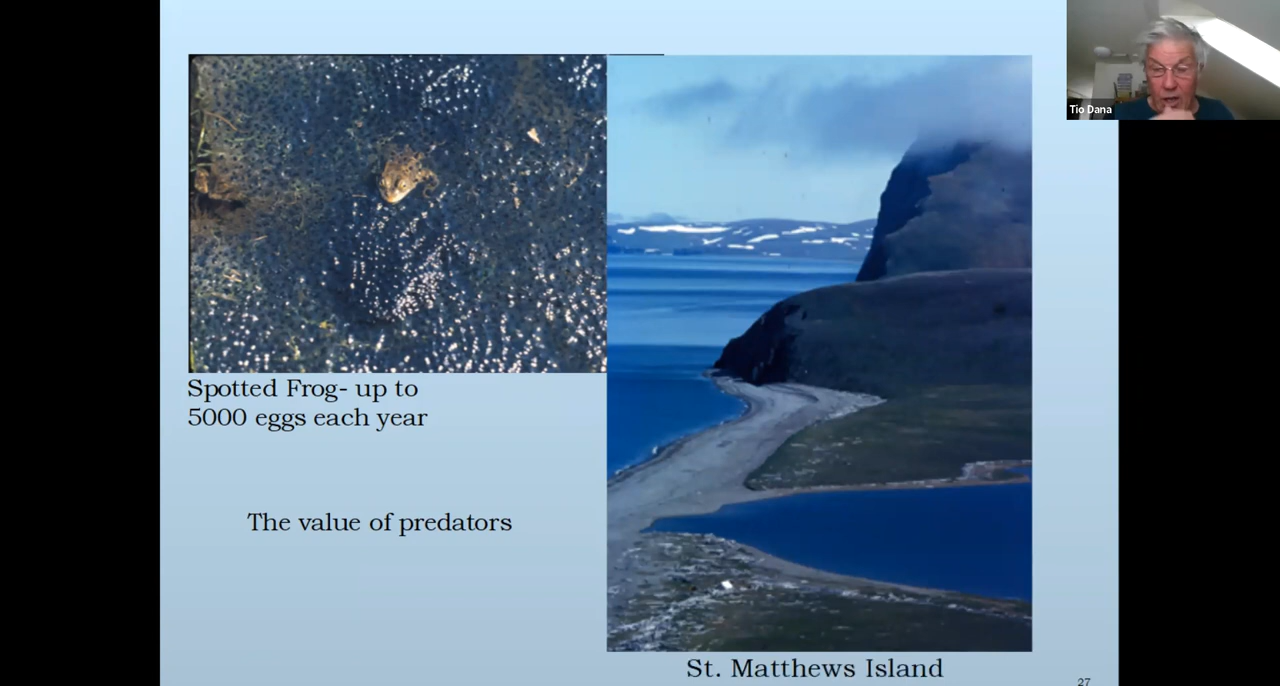 Tio Dana
Spotted Frog- up to
5000 eggs each year
The value of predators
St. Matthews Island
27